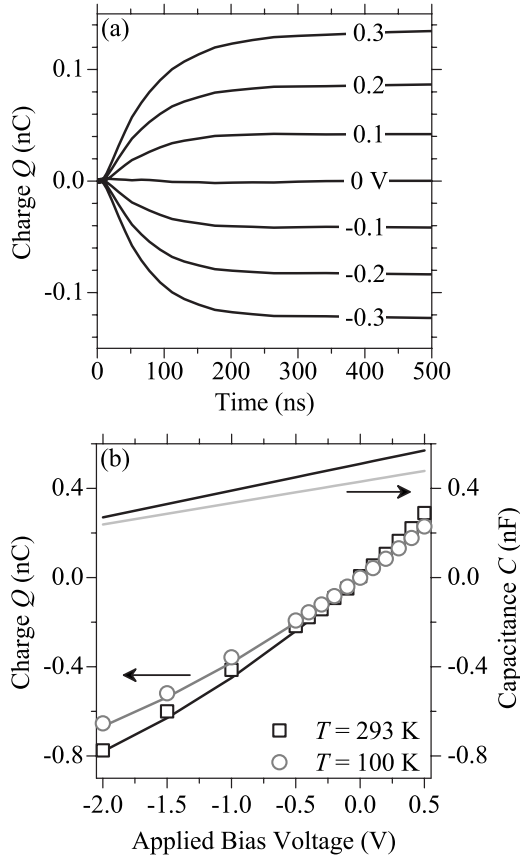 (a)
Charge Q (nC)
0.1
0.0
-0.1
0.3
0.2
0.1
0 V
-0.1
-0.2
-0.3
0 100 200 300 400 500
Time (ns)
(b)
Charge Q (nC)
0.4
0.0
-0.4
-0.8
0.4
0.0
-0.4
-0.8
Capacitance C (nF)
T = 293 K
T = 100 K
-2.0 -1.5 -1.0 -0.5 0.0 0.5
Applied Bias Voltage (V)